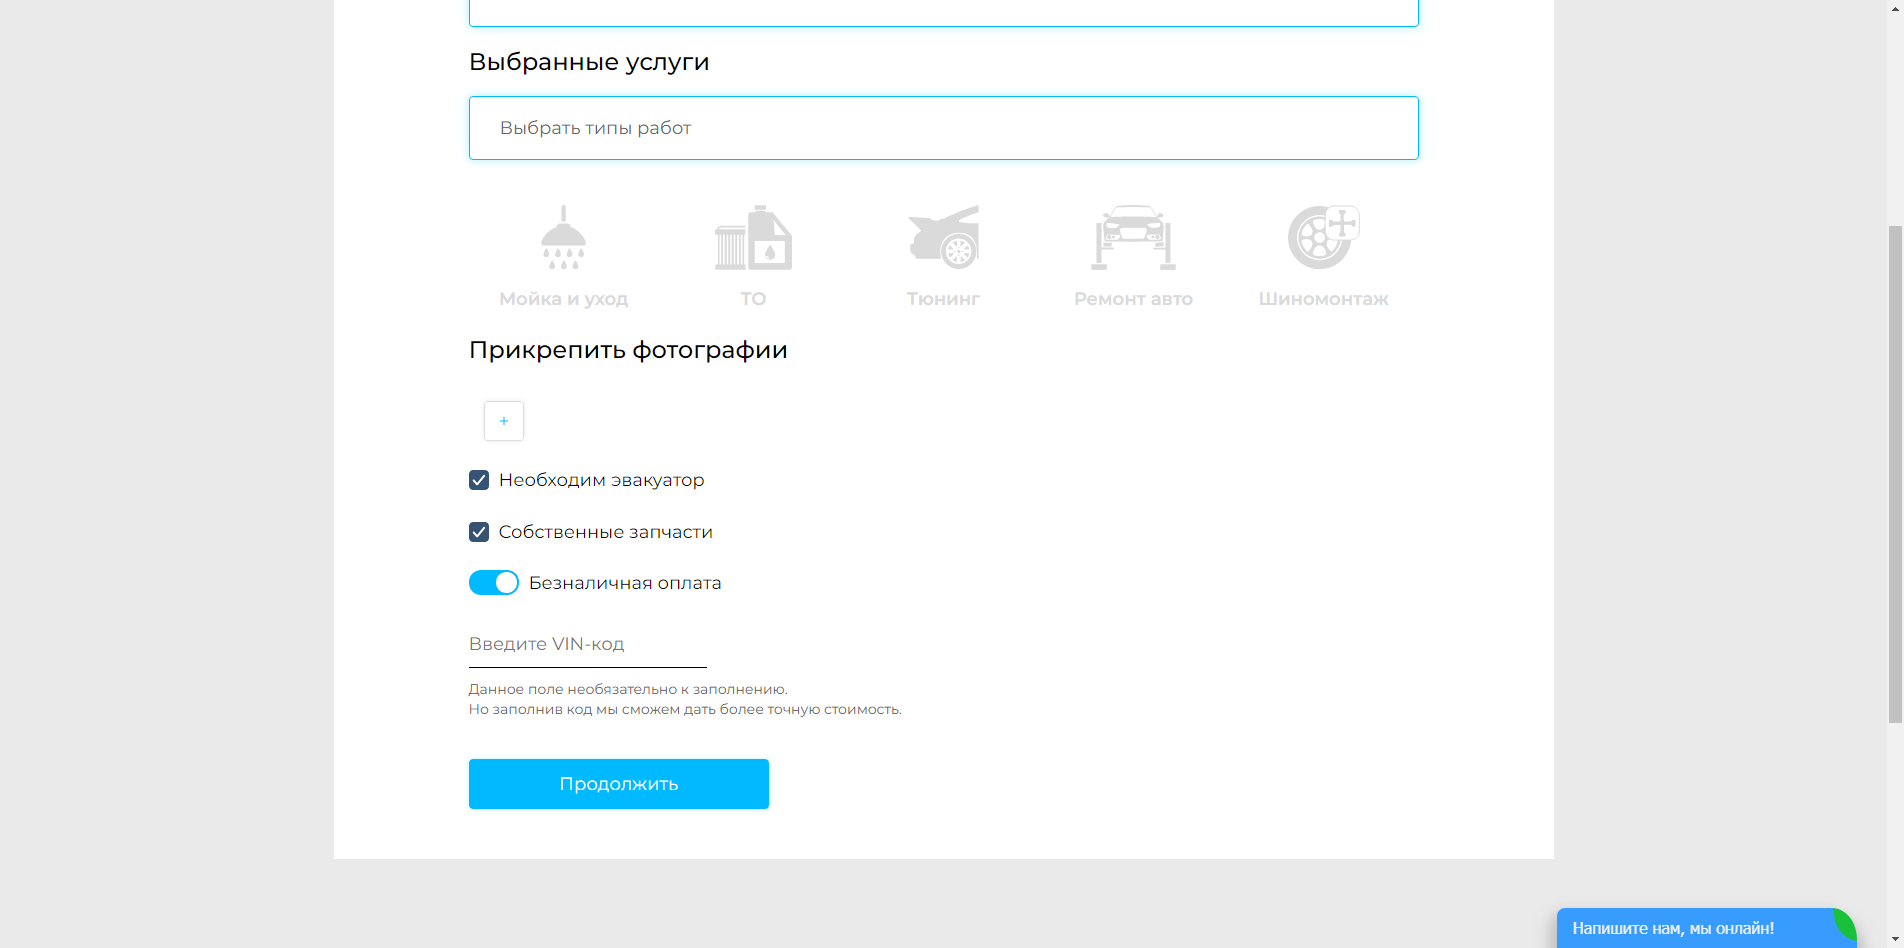 Выбранные услуги
Выбрать типы работ
Мойка и уход
ТО
Тюнинг
Ремонт авто
Шиномонтаж
Прикрепить фотографии
+
Необходим эвакуатор
Собственные запчасти
Безналичная оплата
Введите VIN-код
Данное поле необязательно к заполнению.
Но заполнив код мы сможем дать более точную стоимость.
Продолжить
Напишите нам, мы онлайн!